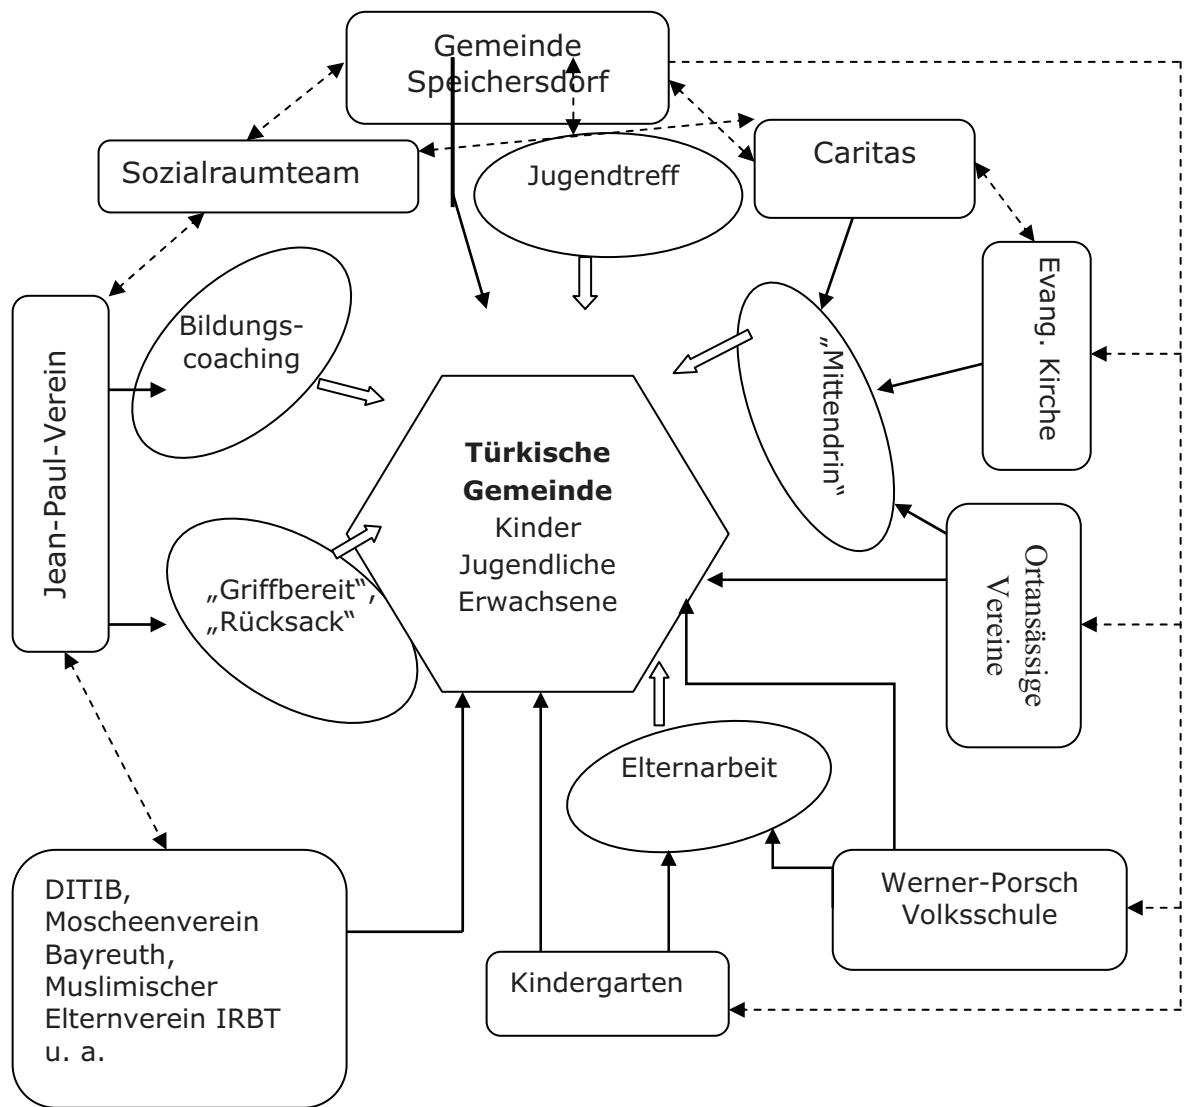 Gemeinde
Speichersdorf
Sozialraumteam
Jugendtreff
Caritas
Evang. Kirche
Bildungs-
coaching
„Mittendrin“
Jean-Paul-Verein
Türkische
Gemeinde
Kinder
Jugendliche
Erwachsene
„Griffbereit“,
„Rücksack“
Ortansässige
Vereine
Elternarbeit
Werner-Porsch
Volksschule
DITIB,
Moscheenverein
Bayreuth,
Muslimischer
Elternverein IRBT
u. a.
Kindergarten